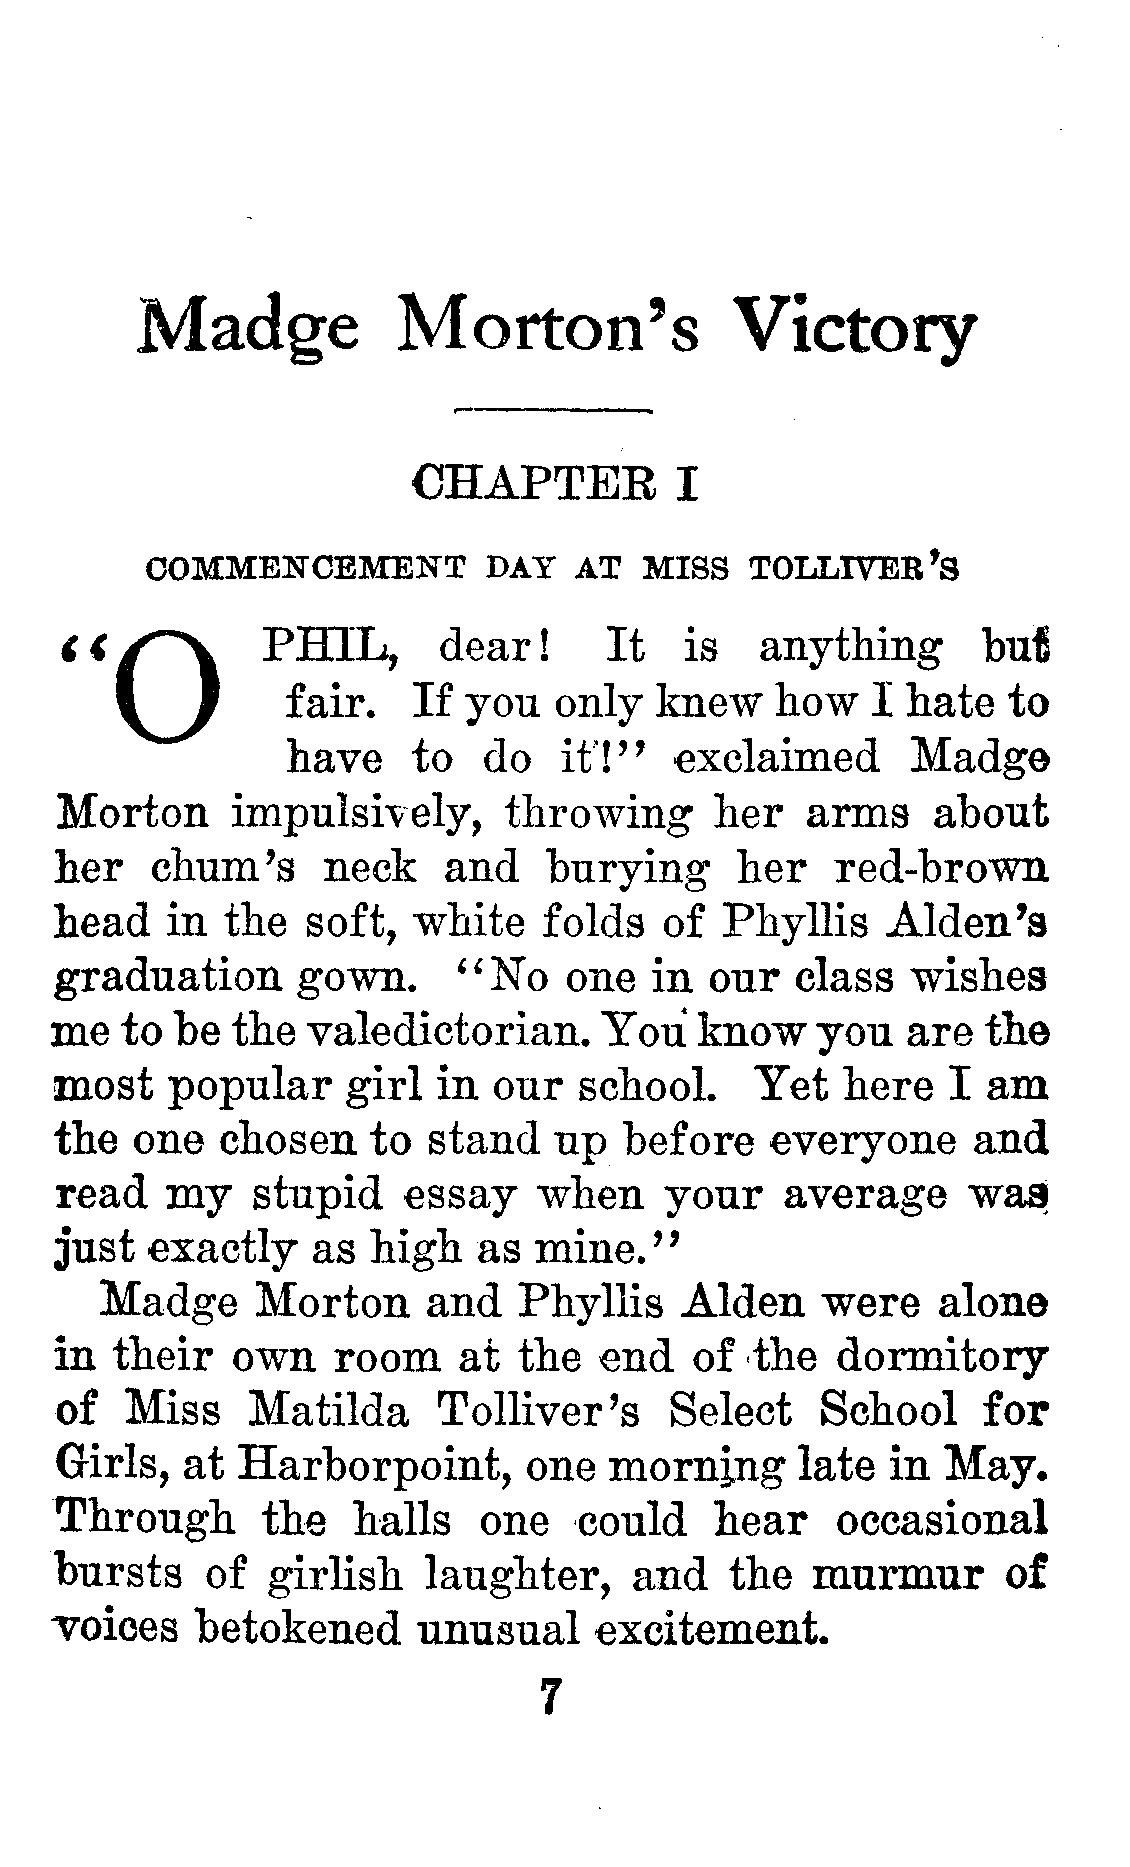 Madge Morton's Victory
CHAPTER I
COMMENCEMENT DAY AT MISS TOLLIVER'S
"O PHIL, dear! It is anything but
fair. If you only knew how I hate to
have to do it!" exclaimed Madge
Morton impulsively, throwing her arms about
her chum's neck and burying her red-brown
head in the soft, white folds of Phyllis Alden's
graduation gown. "No one in our class wishes
me to be the valedictorian. You know you are the
most popular girl in our school. Yet here I am
the one chosen to stand up before everyone and
read my stupid essay when your average was
just exactly as high as mine."
Madge Morton and Phyllis Alden were alone
in their own room at the end of the dormitory
of Miss Matilda Tolliver's Select School for
Girls, at Harborpoint, one morning late in May.
Through the halls one could hear occasional
bursts of girlish laughter, and the murmur of
voices betokened unusual excitement.
7